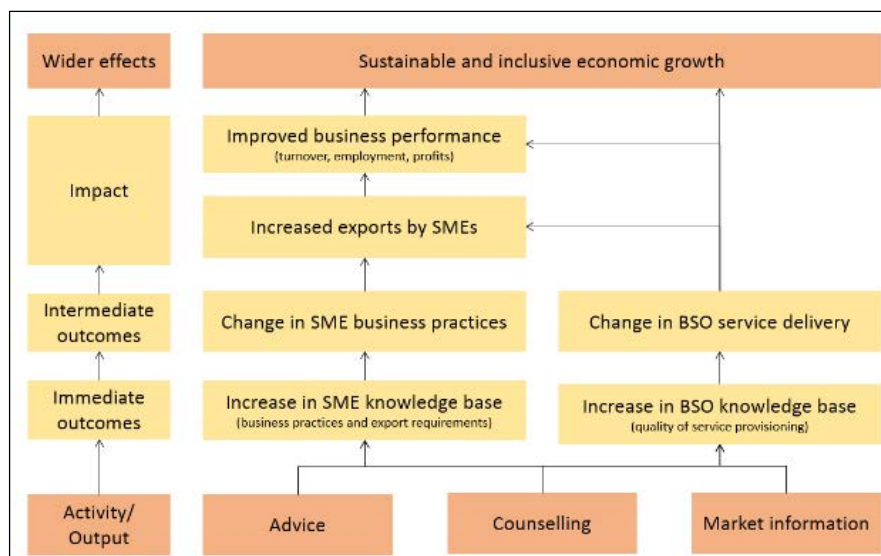 Wider effects
Sustainable and inclusive economic growth
Impact
Improved business performance
(turnover, employment, profits)
Increased exports by SMEs
Intermediate
outcomes
Change in SME business practices
Change in BSO service delivery
Immediate
outcomes
Increase in SME knowledge base
(business practices and export requirements)
Increase in BSO knowledge base
(quality of service provisioning)
Activity/
Output
Advice
Counselling
Market information